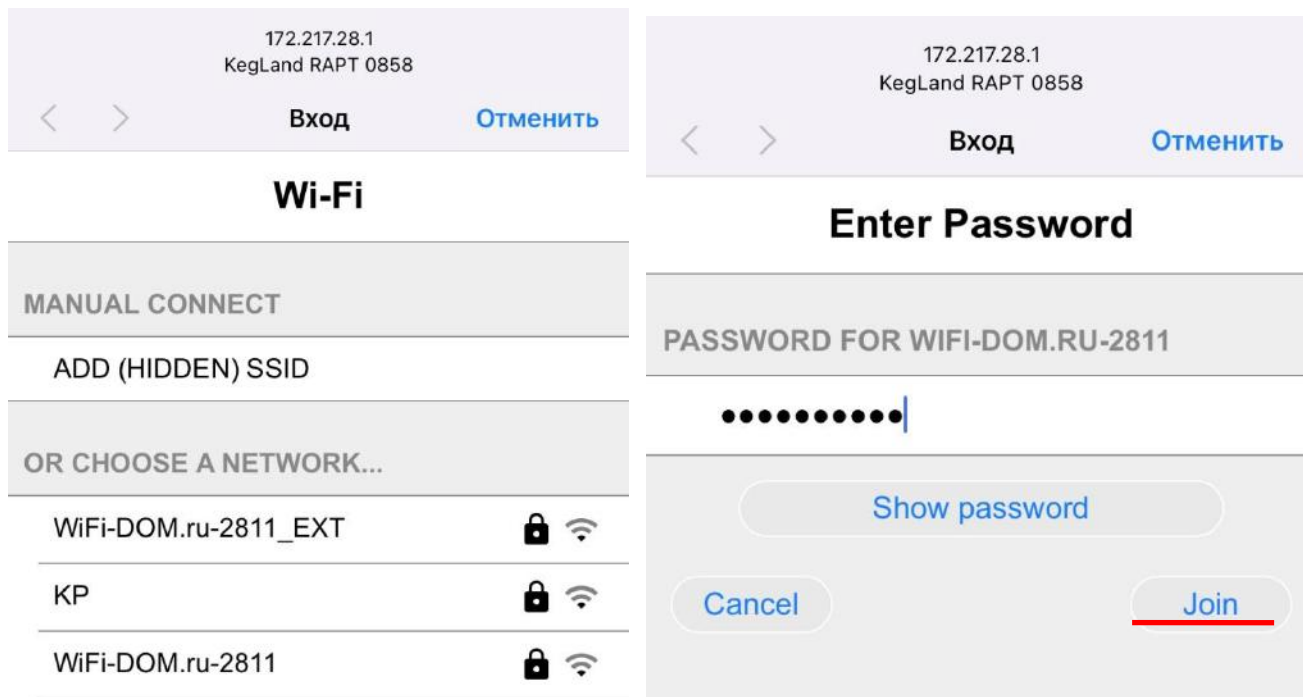 172.217.28.1
KegLand RAPT 0858
Вход
Отменить
Wi-Fi
MANUAL CONNECT
ADD (HIDDEN) SSID
OR CHOOSE A NETWORK...
WiFi-DOM.ru-2811_EXT
KP
WiFi-DOM.ru-2811
172.217.28.1
KegLand RAPT 0858
Вход
Отменить
Enter Password
PASSWORD FOR WIFI-DOM.RU-2811
••••••••••
Show password
Cancel
Join